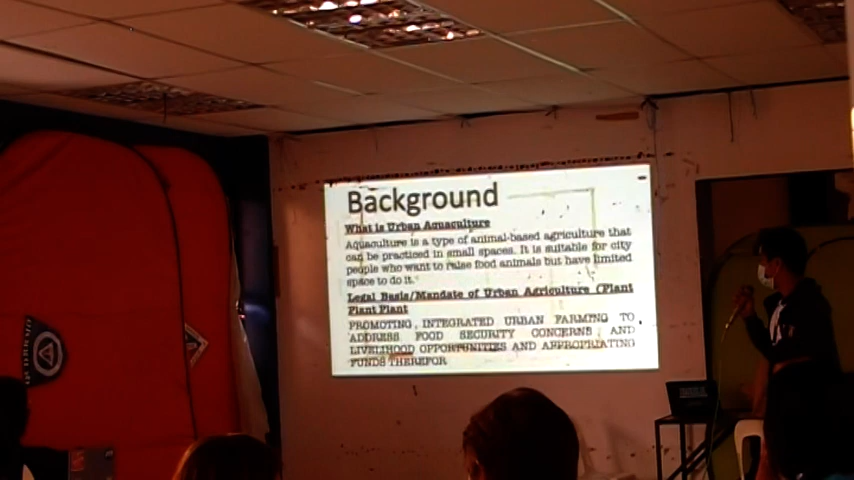 Background
What is Urban Aquaculture
Aquaculture is a type of animal-based agriculture that
can be practiced in small spaces. It is suitable for city
people who want to raise food animals but have limited
space to do it.
Legal Basis/Mandate of Urban Agriculture (Plant
Plant Plant
PROMOTING INTEGRATED URBAN FARMING TO
ADDRESS FOOD SECURITY CONCERNS AND
LIVELIHOOD OPPORTUNITIES AND APPROPRIATING
FUNDS THEREFOR